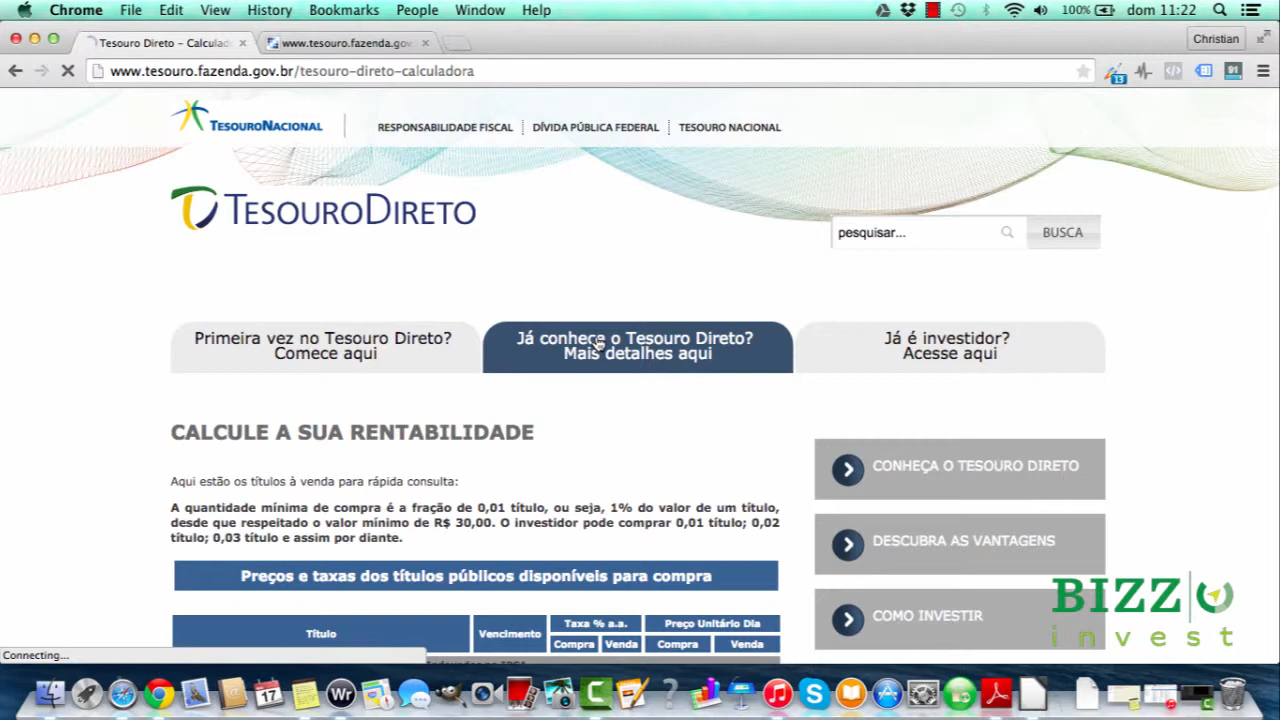 Chrome File Edit View History Bookmarks People Window Help 100% dom 11:22
Tesouro Direto – Calculad www.tesouro.fazenda.gov Christian
www.tesouro.fazenda.gov.br/tesouro-direto-calculadora
13 91
TESOURONACIONAL RESPONSABILIDADE FISCAL DÍVIDA PÚBLICA FEDERAL TESOURO NACIONAL
TESOURODIRETO
pesquisar... BUSCA
Primeira vez no Tesouro Direto?
Comece aqui
Já conhece o Tesouro Direto?
Mais detalhes aqui
Já é investidor?
Acesse aqui
CALCULE A SUA RENTABILIDADE
Aqui estão os títulos à venda para rápida consulta:
A quantidade mínima de compra é a fração de 0,01 título, ou seja, 1% do valor de um título,
desde que respeitado o valor mínimo de R$ 30,00. O investidor pode comprar 0,01 título; 0,02
título; 0,03 título e assim por diante.
Preços e taxas dos títulos públicos disponíveis para compra
Título Vencimento Taxa % a.a. Preço Unitário Dia
Compra Venda Compra Venda
CONHEÇA O TESOURO DIRETO
DESCUBRA AS VANTAGENS
COMO INVESTIR
BIZZ
invest
Connecting...
17 Wr